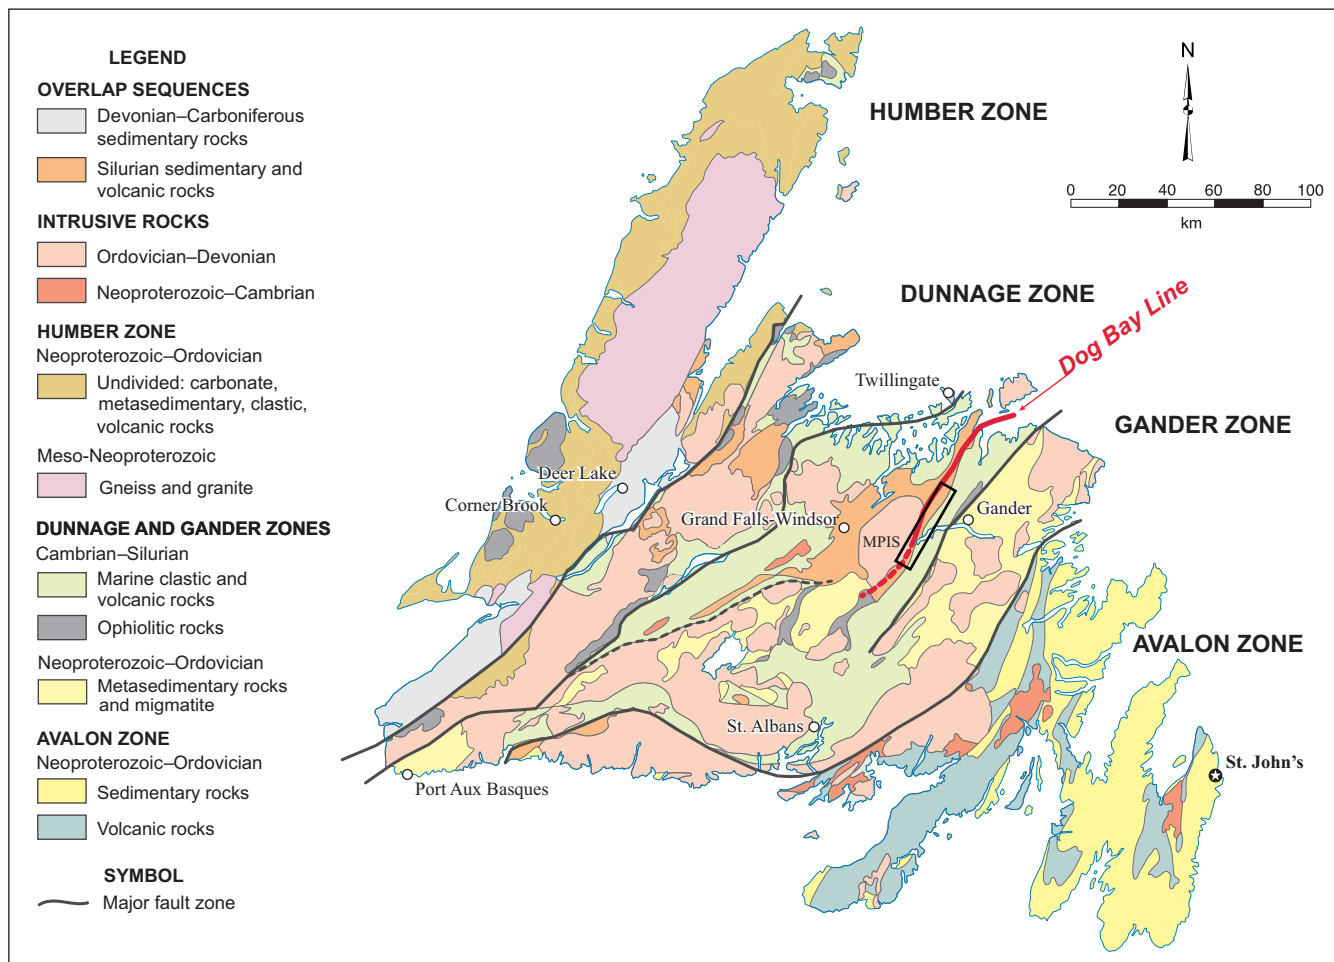 LEGEND
OVERLAP SEQUENCES
Devonian–Carboniferous
sedimentary rocks
Silurian sedimentary and
volcanic rocks
INTRUSIVE ROCKS
Ordovician–Devonian
Neoproterozoic–Cambrian
HUMBER ZONE
Neoproterozoic–Ordovician
Undivided: carbonate,
metasedimentary, clastic,
volcanic rocks
Meso-Neoproterozoic
Gneiss and granite
DUNNAGE AND GANDER ZONES
Cambrian–Silurian
Marine clastic and
volcanic rocks
Ophiolitic rocks
Neoproterozoic–Ordovician
Metasedimentary rocks
and migmatite
AVALON ZONE
Neoproterozoic–Ordovician
Sedimentary rocks
Volcanic rocks
SYMBOL
Major fault zone
HUMBER ZONE
N
0 20 40 60 80 100
km
DUNNAGE ZONE
Dog Bay Line
Twillingate
GANDER ZONE
Deer Lake
Corner Brook
Grand Falls-Windsor
Gander
MPIS
AVALON ZONE
St. Albans
St. John's
Port Aux Basques